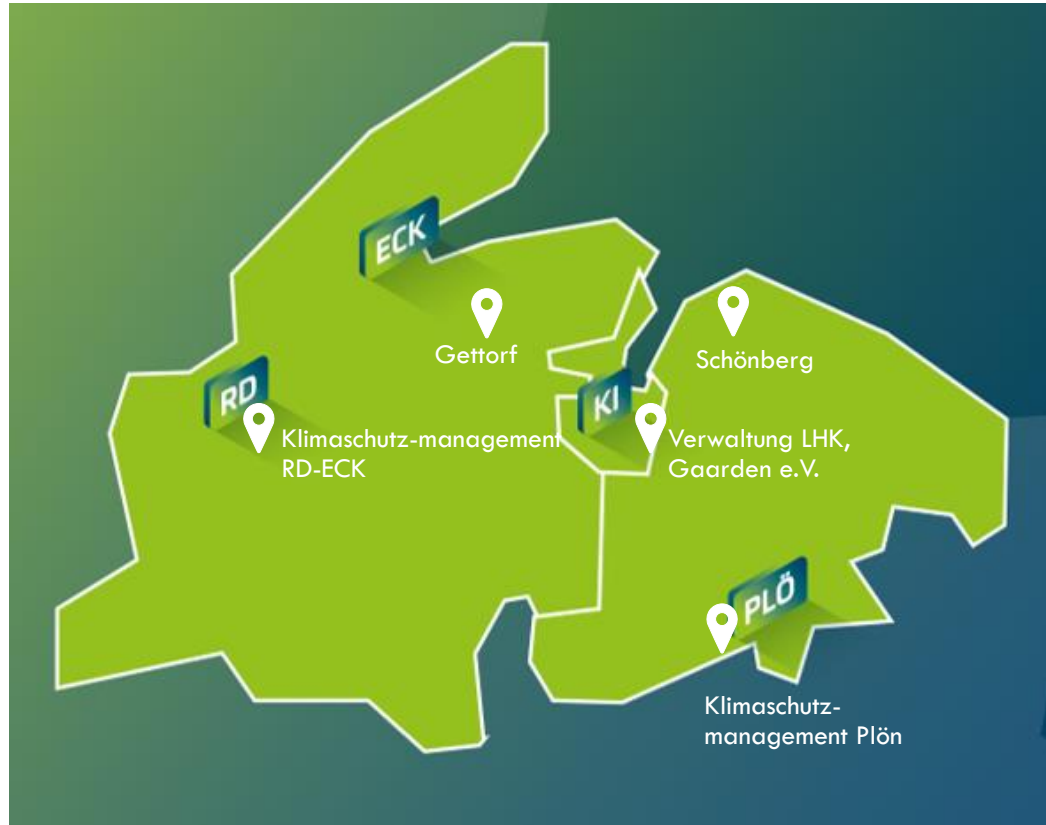 ECK
Gettorf
Schönberg
RD
KI
Klimaschutz-management
RD-ECK
Verwaltung LHK,
Gaarden e.V.
PLÖ
Klimaschutz-
management Plön